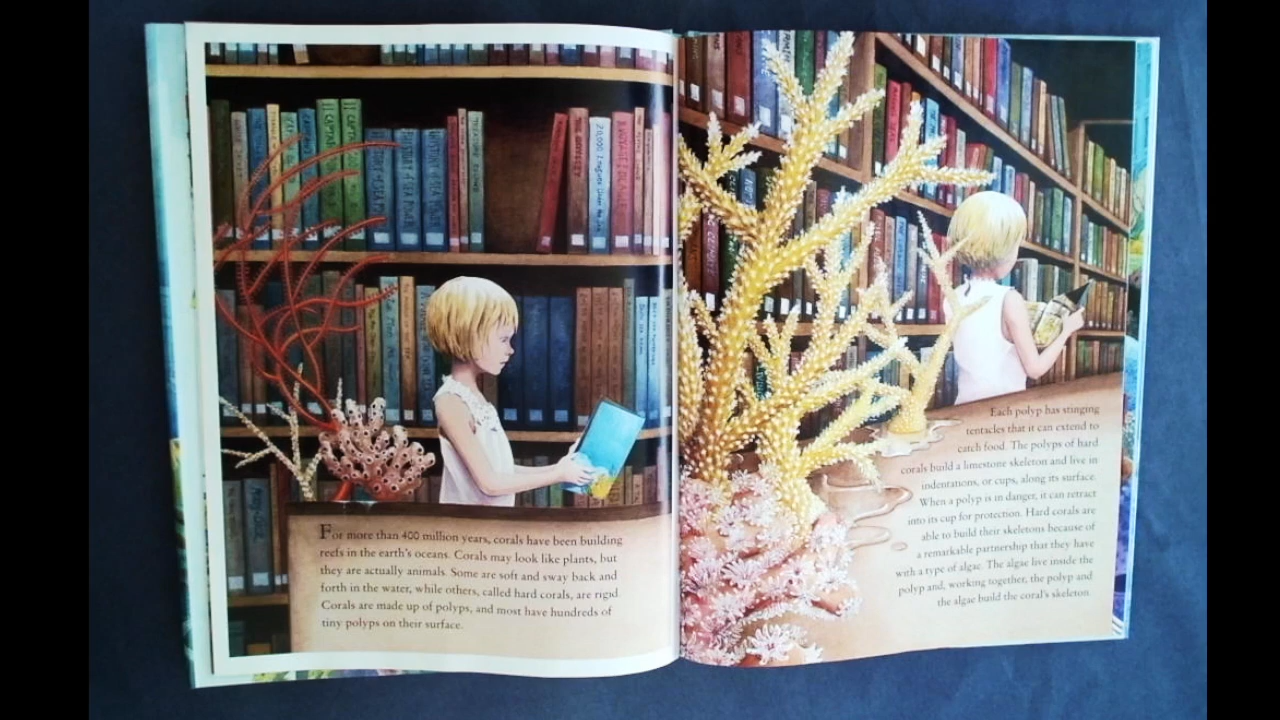 20,000 Leagues Under the Sea
For more than 400 million years, corals have been building
reefs in the earth's oceans. Corals may look like plants, but
they are actually animals. Some are soft and sway back and
forth in the water, while others, called hard corals, are rigid.
Corals are made up of polyps, and most have hundreds of
tiny polyps on their surface.
Each polyp has stinging
tentacles that it can extend to
catch food. The polyps of hard
corals build a limestone skeleton and live in
indentations, or cups, along its surface.
When a polyp is in danger, it can retract
into its cup for protection. Hard corals are
able to build their skeletons because of
a remarkable partnership that they have
with a type of algae. The algae live inside the
polyp and, working together, the polyp and
the algae build the coral's skeleton.